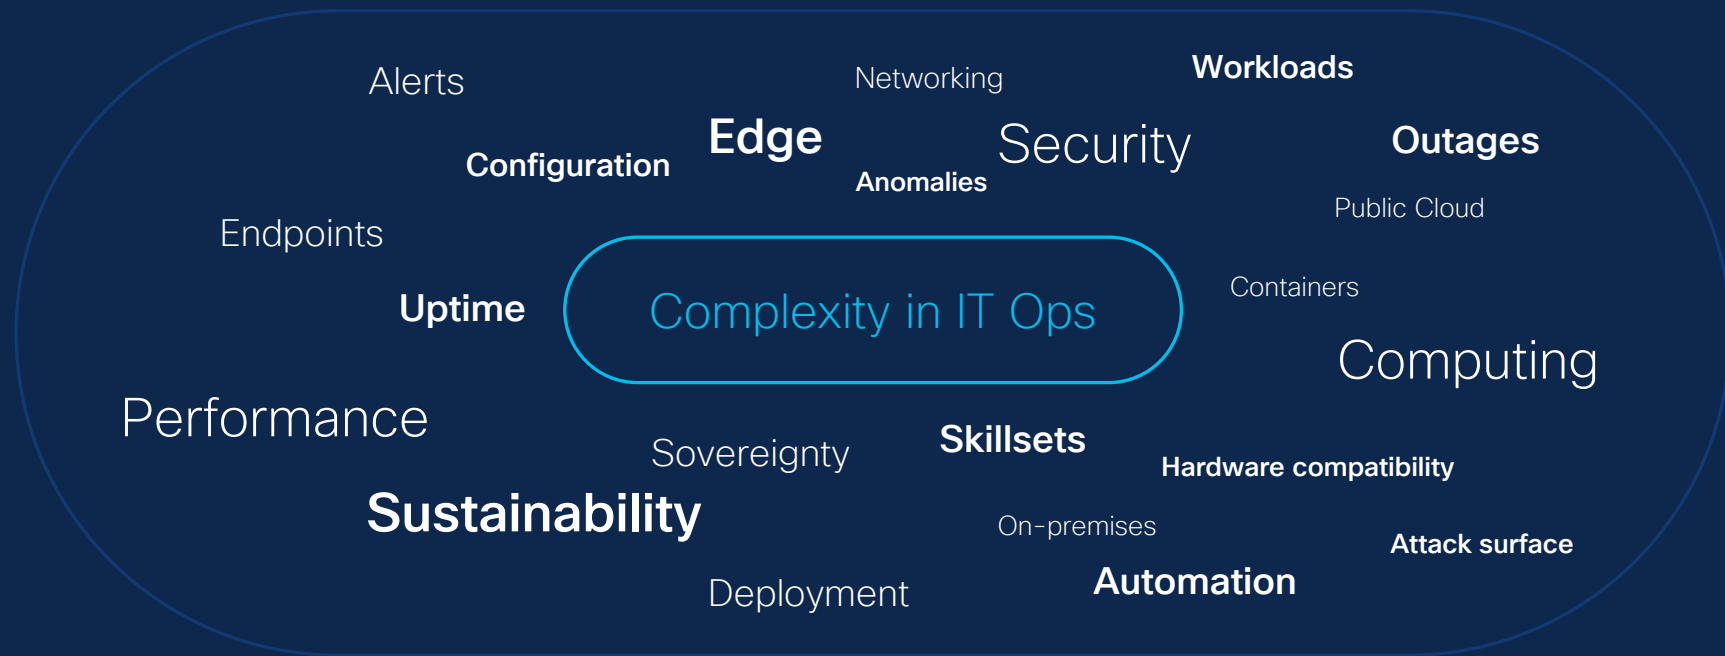 Workloads
Networking
Alerts
Edge
Security
Outages
Configuration
Anomalies
Public Cloud
Endpoints
Containers
Uptime
Complexity in IT Ops
Computing
Performance
Skillsets
Sovereignty
Hardware compatibility
Sustainability
On-premises
Attack surface
Automation
Deployment